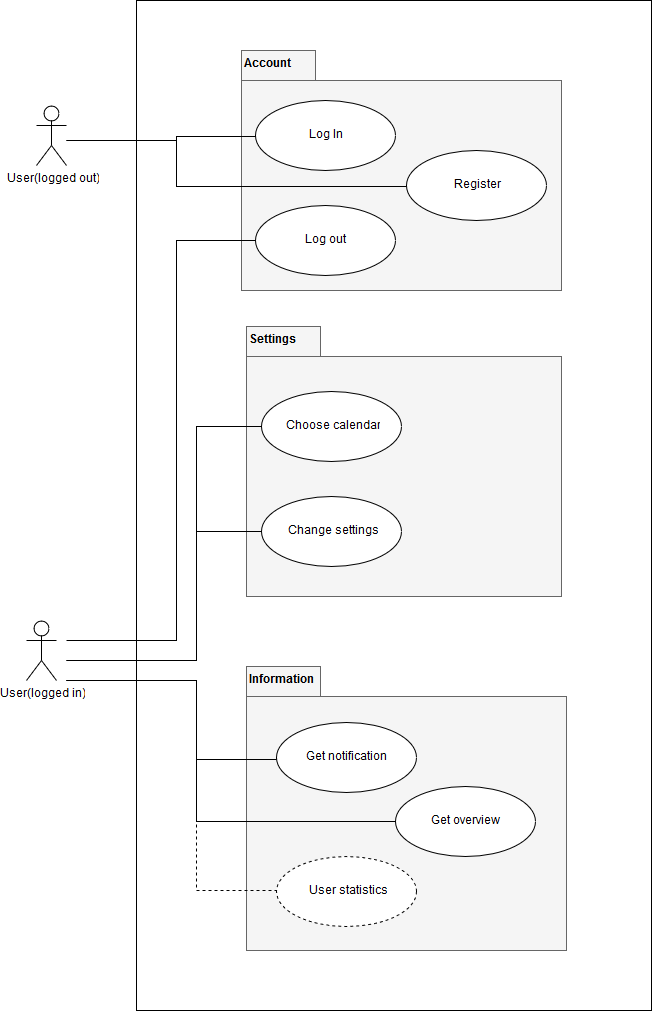 Account
Log In
User(logged out)
Register
Log out
Settings
Choose calendar
Change settings
User(logged in)
Information
Get notification
Get overview
User statistics